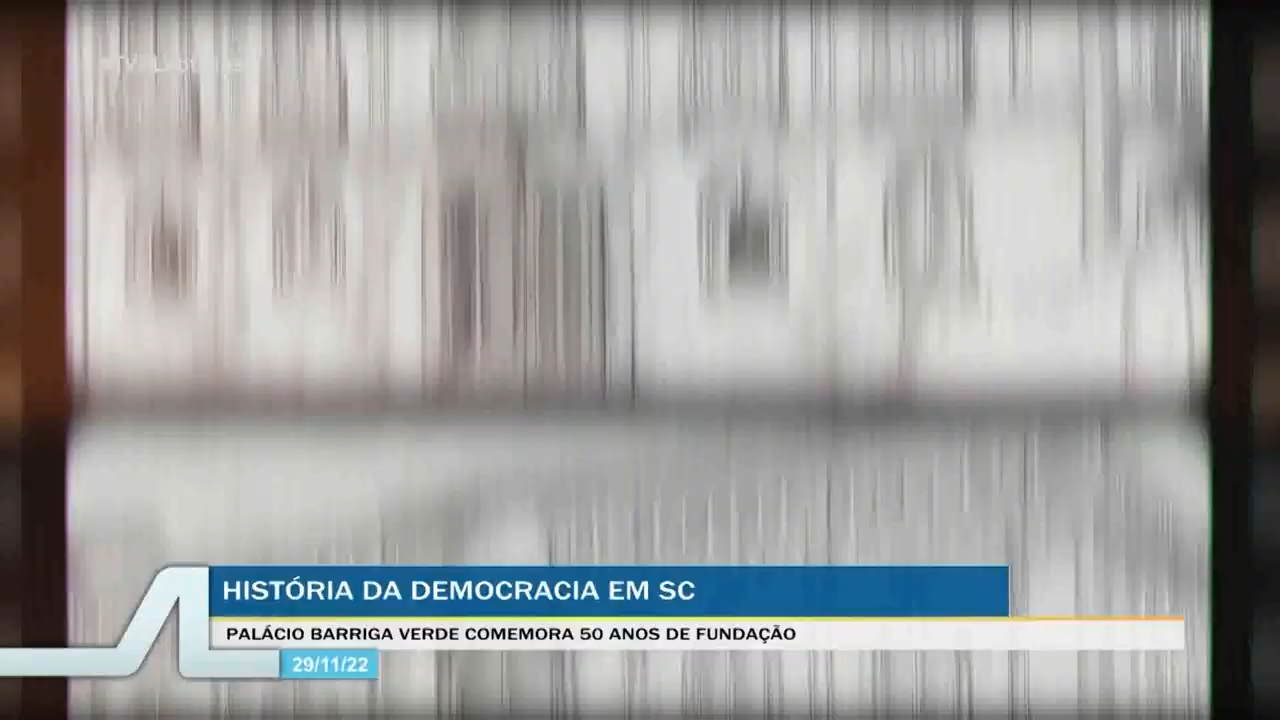 HISTÓRIA DA DEMOCRACIA EM SC
PALÁCIO BARRIGA VERDE COMEMORA 50 ANOS DE FUNDAÇÃO
29/11/22